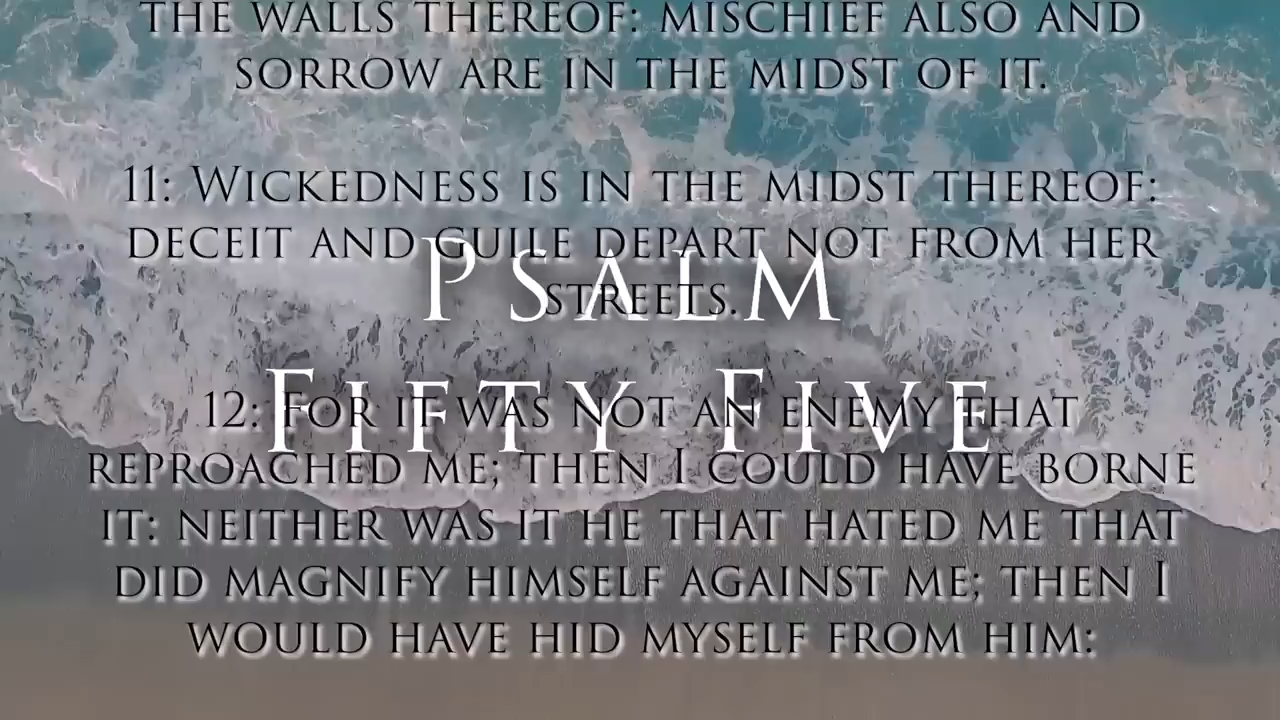 THE WALLS THEREOF: MISCHIEF ALSO AND
SORROW ARE IN THE MIDST OF IT.
11: WICKEDNESS IS IN THE MIDST THEREOF:
DECEIT AND GUILE DEPART NOT FROM HER
STREETS.
PSALM
FIFTY FIVE
12: FOR IT WAS NOT AN ENEMY THAT
REPROACHED ME; THEN I COULD HAVE BORNE
IT: NEITHER WAS IT HE THAT HATED ME THAT
DID MAGNIFY HIMSELF AGAINST ME; THEN I
WOULD HAVE HID MYSELF FROM HIM: